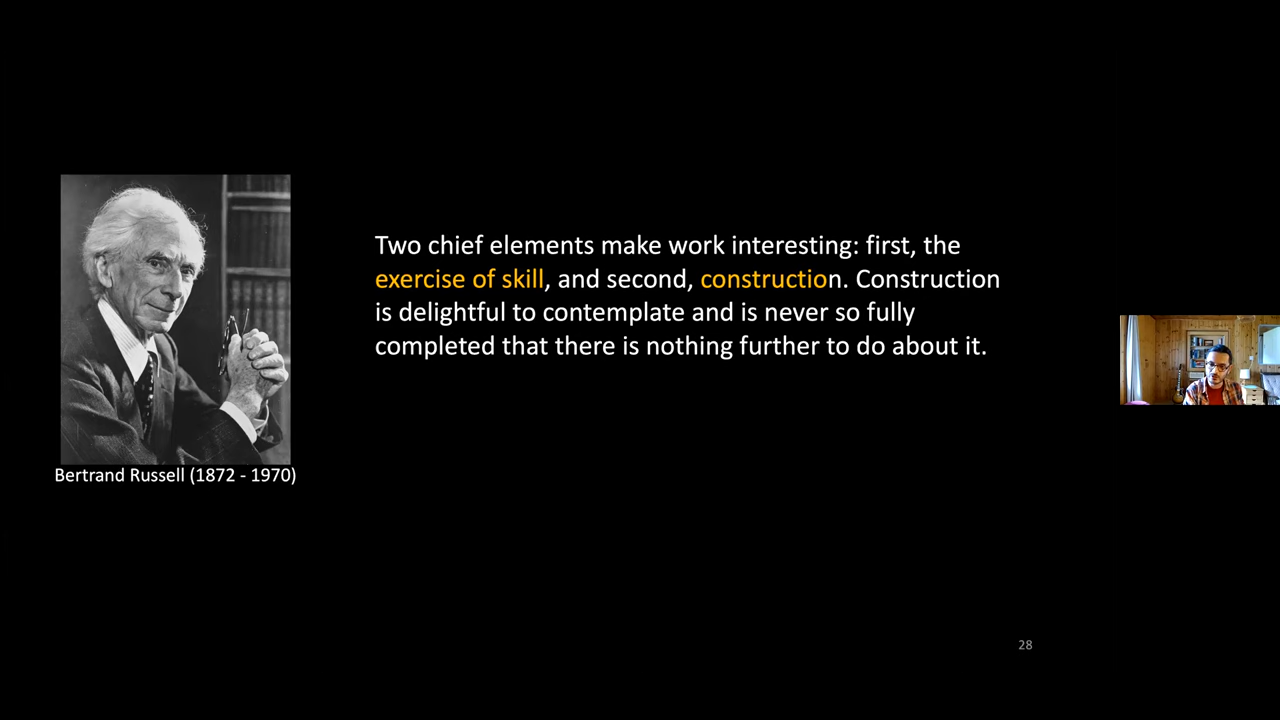 Two chief elements make work interesting: first, the
exercise of skill, and second, construction. Construction
is delightful to contemplate and is never so fully
completed that there is nothing further to do about it.
Bertrand Russell (1872 - 1970)
28